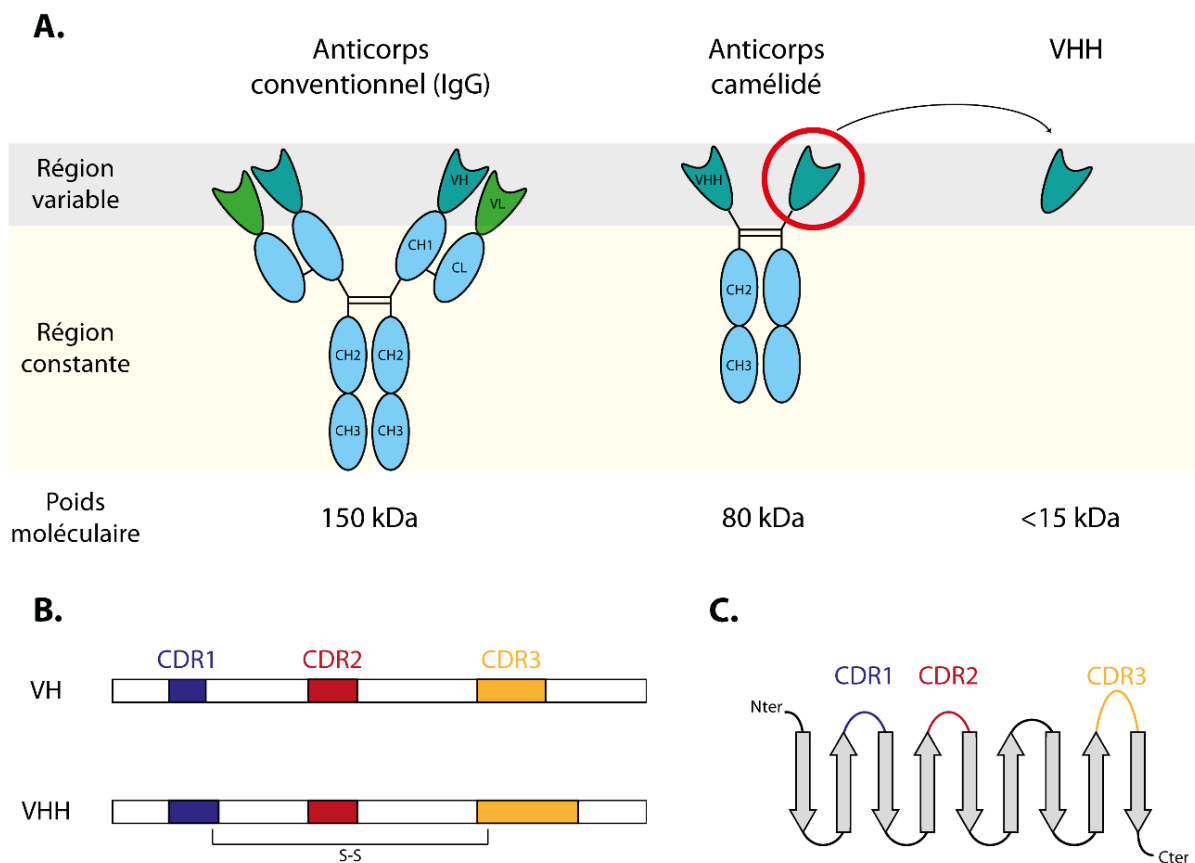 A.
Anticorps
conventionnel (IgG)
Anticorps
camélidé
VHH
Région
variable
VH
VL
VHH
CH1
CL
Région
constante
CH2
CH2
CH3
CH3
CH2
CH3
Poids
moléculaire
150 kDa
80 kDa
<15 kDa
B.
CDR1 CDR2 CDR3
VH
VHH
S-S
C.
CDR1 CDR2 CDR3
Nter
Cter